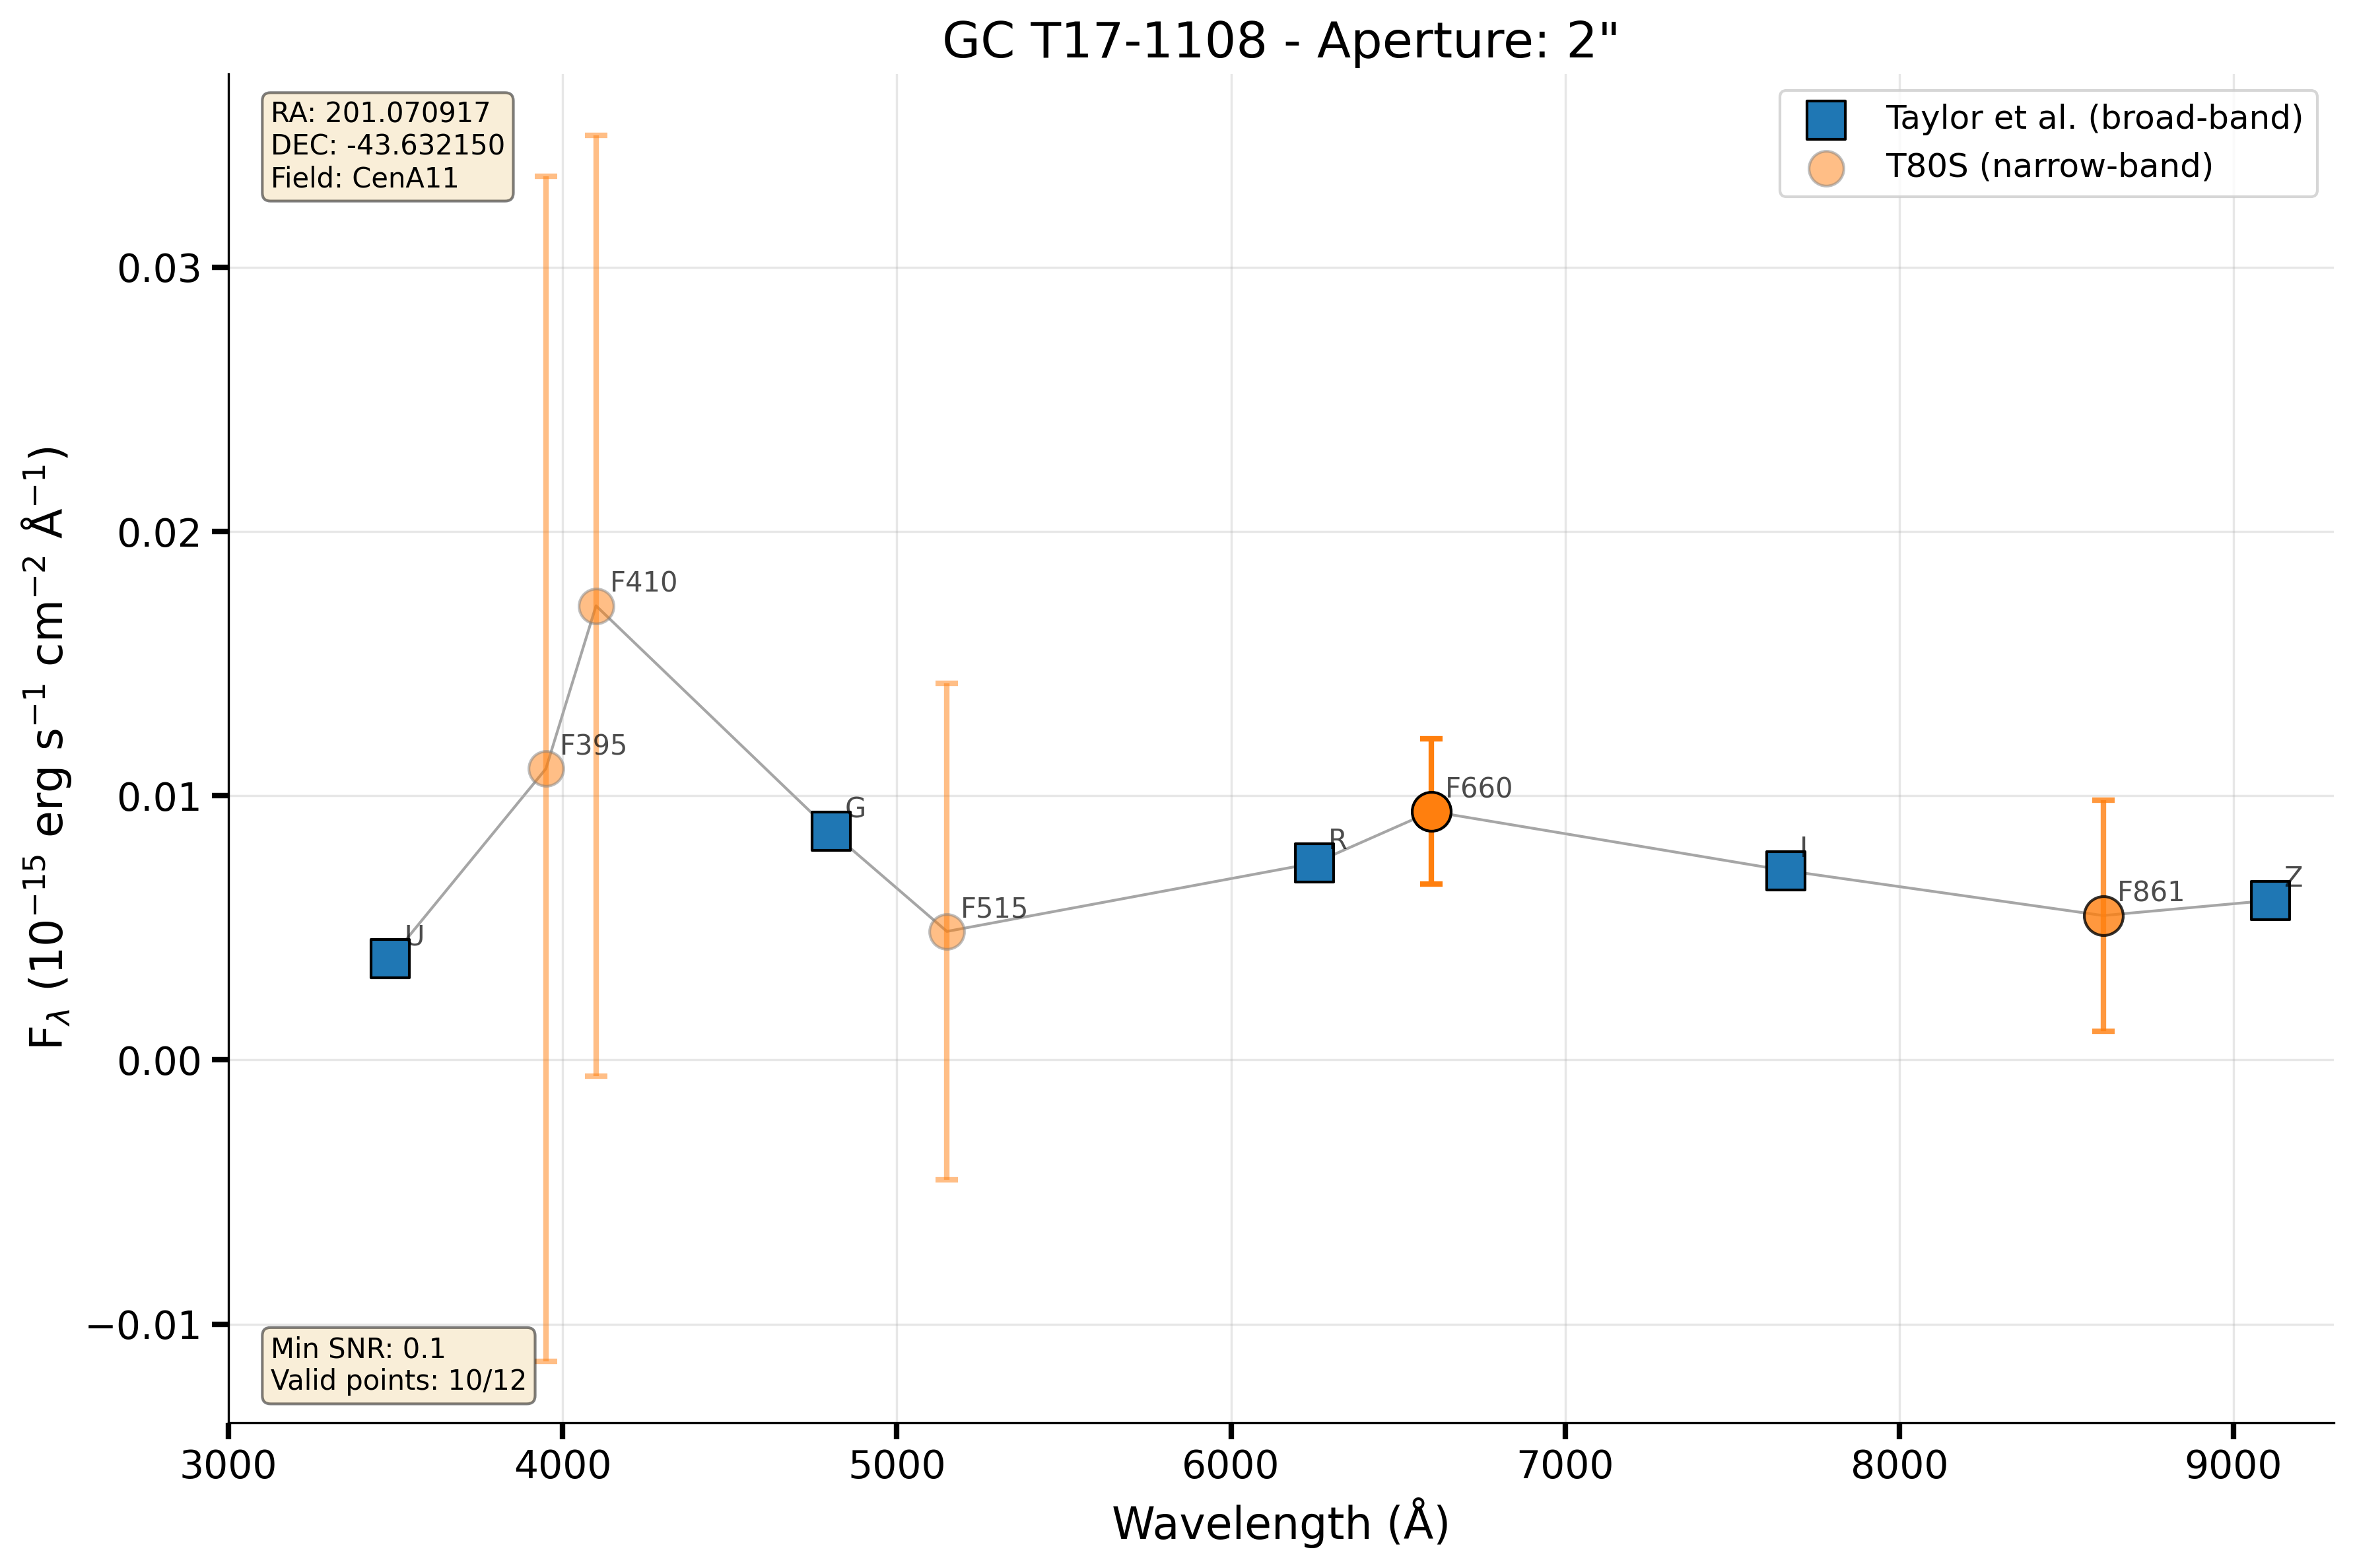 GC T17-1108 - Aperture: 2"
RA: 201.070917
DEC: -43.632150
Field: CenA11
Taylor et al. (broad-band)
T80S (narrow-band)
0.03
0.02
0.01
0.00
−0.01
F_λ (10⁻¹⁵ erg s⁻¹ cm⁻² Å⁻¹)
U
F395
F410
G
F515
R
F660
I
F861
Z
Min SNR: 0.1
Valid points: 10/12
3000 4000 5000 6000 7000 8000 9000
Wavelength (Å)